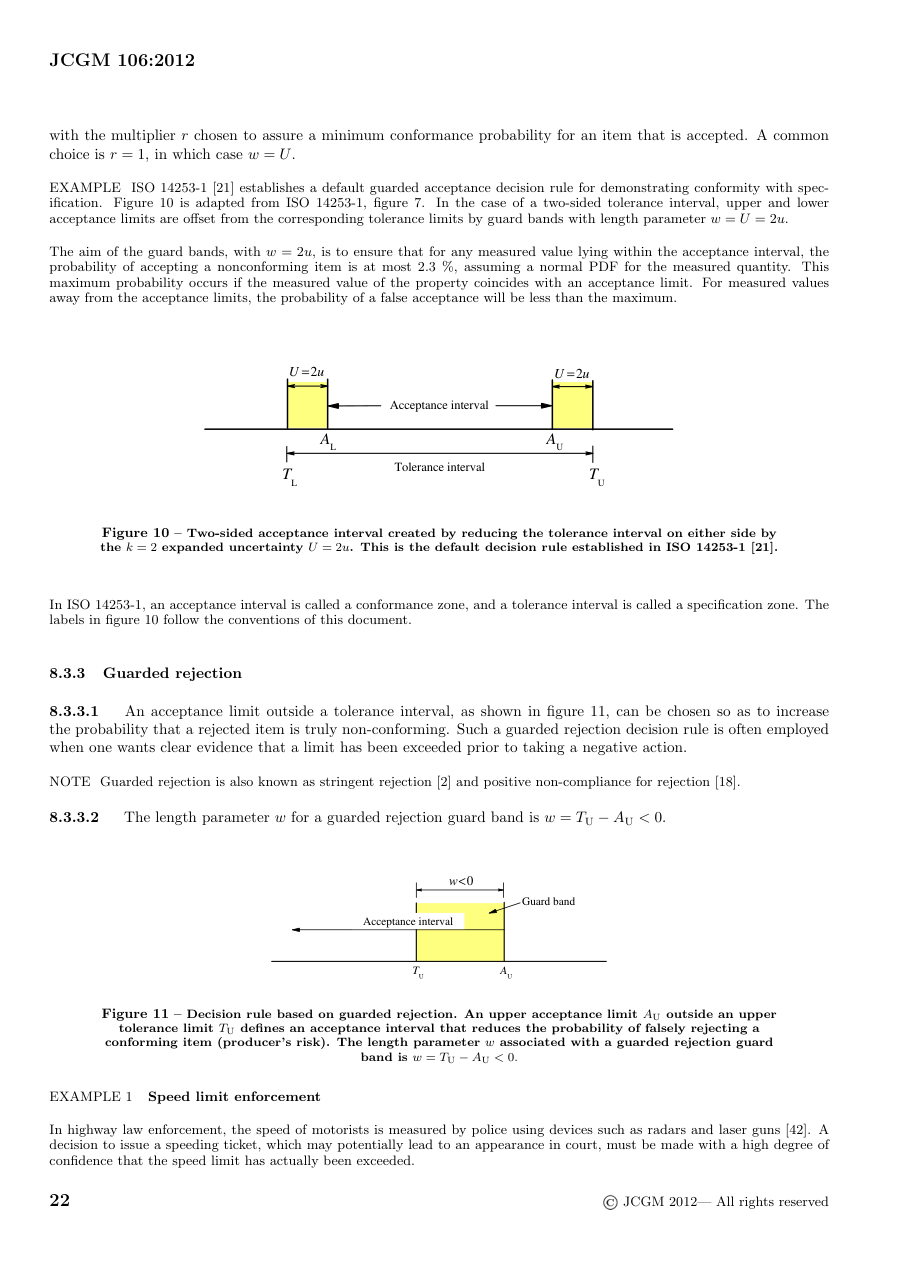 JCGM 106:2012
with the multiplier r chosen to assure a minimum conformance probability for an item that is accepted. A common
choice is r = 1, in which case w = U.
EXAMPLE ISO 14253-1 [21] establishes a default guarded acceptance decision rule for demonstrating conformity with spec-
ification. Figure 10 is adapted from ISO 14253-1, figure 7. In the case of a two-sided tolerance interval, upper and lower
acceptance limits are offset from the corresponding tolerance limits by guard bands with length parameter w = U = 2u.
The aim of the guard bands, with w = 2u, is to ensure that for any measured value lying within the acceptance interval, the
probability of accepting a nonconforming item is at most 2.3 %, assuming a normal PDF for the measured quantity. This
maximum probability occurs if the measured value of the property coincides with an acceptance limit. For measured values
away from the acceptance limits, the probability of a false acceptance will be less than the maximum.
U=2u U=2u
Acceptance interval
A_L A_U
Tolerance interval
T_L T_U
Figure 10 – Two-sided acceptance interval created by reducing the tolerance interval on either side by
the k = 2 expanded uncertainty U = 2u. This is the default decision rule established in ISO 14253-1 [21].
In ISO 14253-1, an acceptance interval is called a conformance zone, and a tolerance interval is called a specification zone. The
labels in figure 10 follow the conventions of this document.
8.3.3 Guarded rejection
8.3.3.1 An acceptance limit outside a tolerance interval, as shown in figure 11, can be chosen so as to increase
the probability that a rejected item is truly non-conforming. Such a guarded rejection decision rule is often employed
when one wants clear evidence that a limit has been exceeded prior to taking a negative action.
NOTE Guarded rejection is also known as stringent rejection [2] and positive non-compliance for rejection [18].
8.3.3.2 The length parameter w for a guarded rejection guard band is w = T_U − A_U < 0.
w<0
Guard band
Acceptance interval
T_U A_U
Figure 11 – Decision rule based on guarded rejection. An upper acceptance limit A_U outside an upper
tolerance limit T_U defines an acceptance interval that reduces the probability of falsely rejecting a
conforming item (producer's risk). The length parameter w associated with a guarded rejection guard
band is w = T_U − A_U < 0.
EXAMPLE 1 Speed limit enforcement
In highway law enforcement, the speed of motorists is measured by police using devices such as radars and laser guns [42]. A
decision to issue a speeding ticket, which may potentially lead to an appearance in court, must be made with a high degree of
confidence that the speed limit has actually been exceeded.
22 © JCGM 2012— All rights reserved